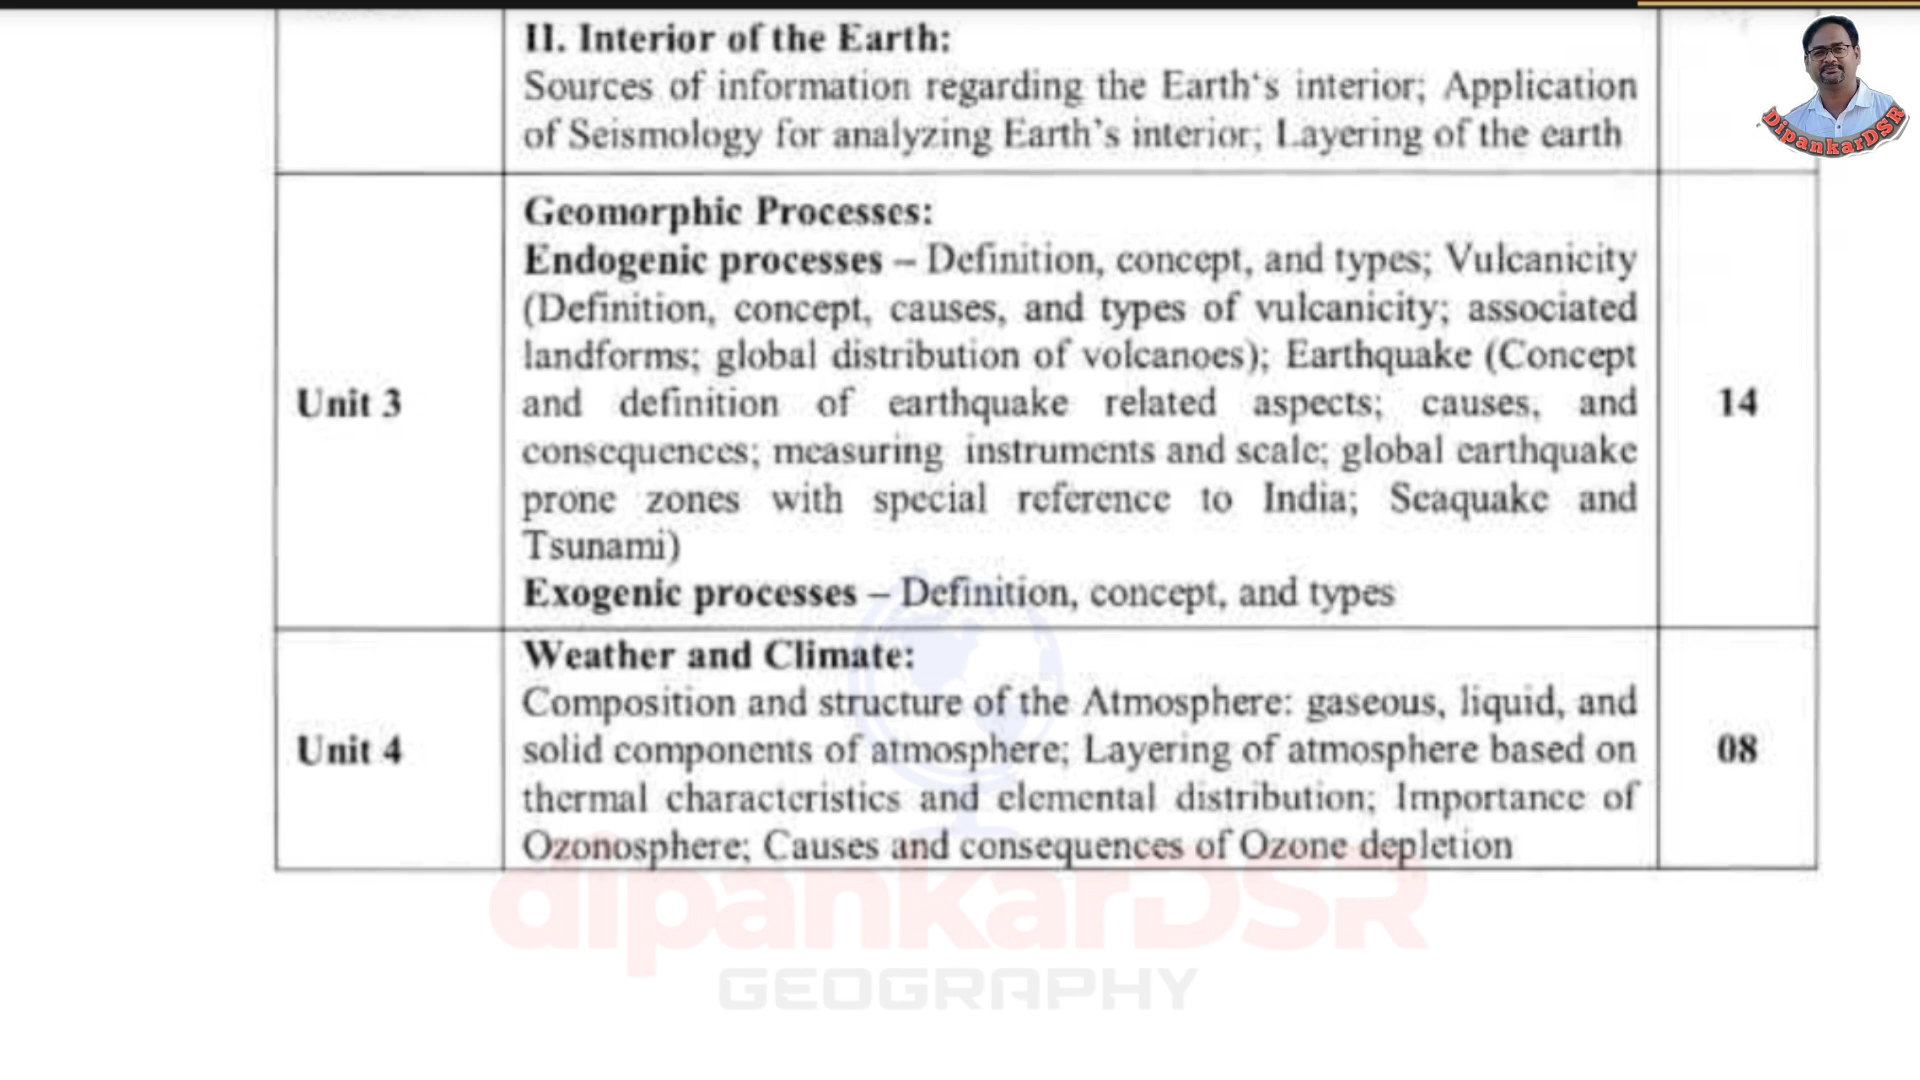 II. Interior of the Earth:
Sources of information regarding the Earth‘s interior; Application
of Seismology for analyzing Earth’s interior; Layering of the earth
Geomorphic Processes:
Endogenic processes – Definition, concept, and types; Vulcanicity
(Definition, concept, causes, and types of vulcanicity; associated
landforms; global distribution of volcanoes); Earthquake (Concept
Unit 3
and definition of earthquake related aspects; causes, and
14
consequences; measuring instruments and scale; global earthquake
prone zones with special reference to India; Seaquake and
Tsunami)
Exogenic processes – Definition, concept, and types
Weather and Climate:
Composition and structure of the Atmosphere: gaseous, liquid, and
Unit 4
solid components of atmosphere; Layering of atmosphere based on
08
thermal characteristics and elemental distribution; Importance of
Ozonosphere; Causes and consequences of Ozone depletion
DipankarDSR
dipankarDSR
GEOGRAPHY